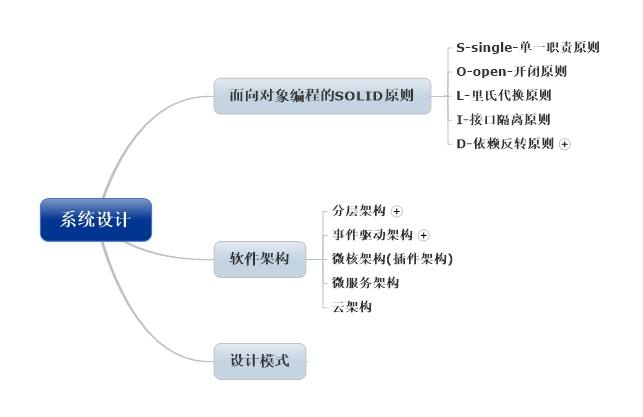 系统设计
面向对象编程的SOLID原则
S-single-单一职责原则
O-open-开闭原则
L-里氏代换原则
I-接口隔离原则
D-依赖反转原则
软件架构
分层架构
事件驱动架构
微核架构(插件架构)
微服务架构
云架构
设计模式